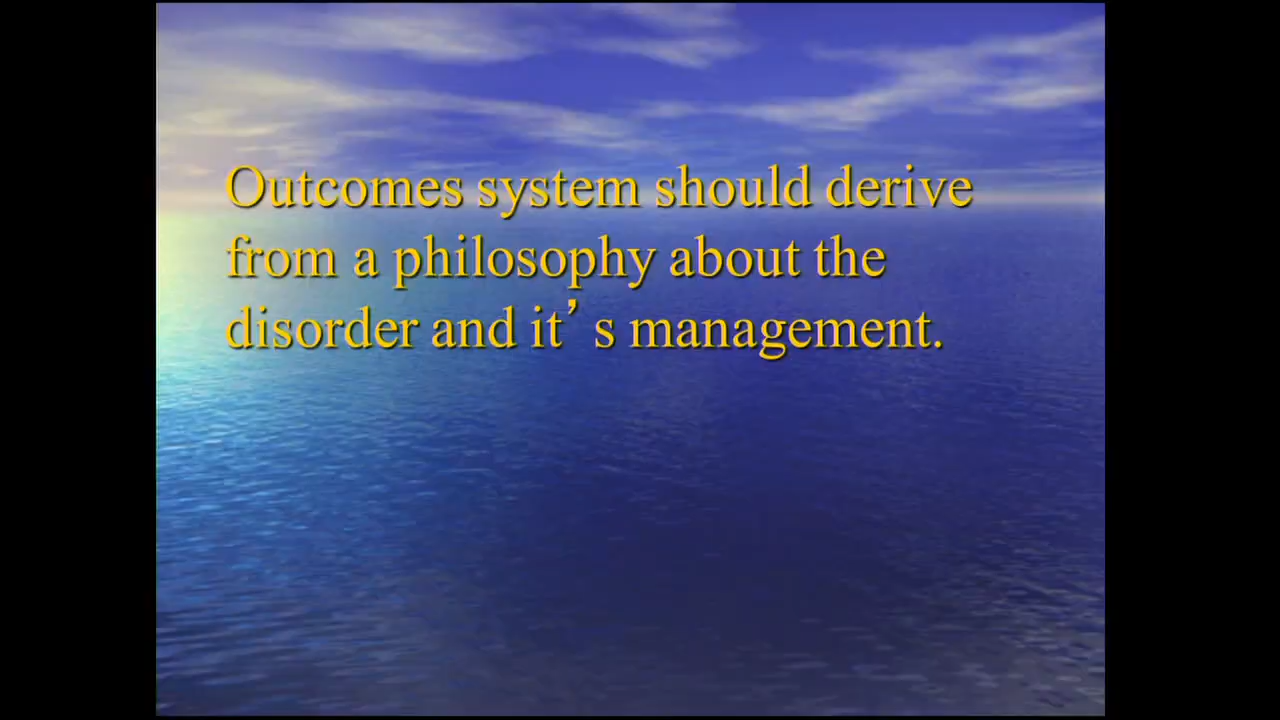 Outcomes system should derive
from a philosophy about the
disorder and it’s management.